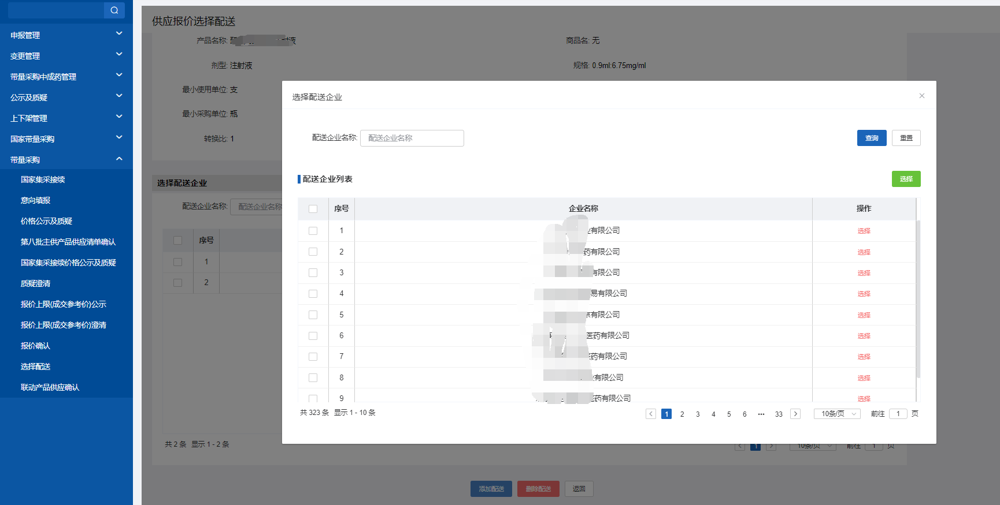 申报管理
变更管理
带量采购中成药管理
公示及质疑
上下架管理
国家带量采购
带量采购
国家集采接续
意向填报
价格公示及质疑
第八批主供产品供应清单确认
国家集采接续价格公示及质疑
质疑澄清
报价上限(成交参考价)公示
报价上限(成交参考价)澄清
报价确认
选择配送
联动产品供应确认
供应报价选择配送
产品名称: 射液
商品名: 无
剂型: 注射液
规格: 0.9ml:6.75mg/ml
最小使用单位: 支
最小采购单位: 瓶
转换比: 1
选择配送企业
配送企业名称: 配送企业名称
序号
1
2
共 2 条 显示 1 - 2 条
1 10条/页 前往 1 页
添加配送 删除配送 返回
选择配送企业
配送企业名称: 配送企业名称
查询 重置
配送企业列表
选择
序号 企业名称 操作
1 有限公司 选择
2 药有限公司 选择
3 有限公司 选择
4 易有限公司 选择
5 有限公司 选择
6 医药有限公司 选择
7 药有限公司 选择
8 有限公司 选择
9 医药有限公司 选择
共 323 条 显示 1 - 10 条
1 2 3 4 5 6 ••• 33 10条/页 前往 1 页